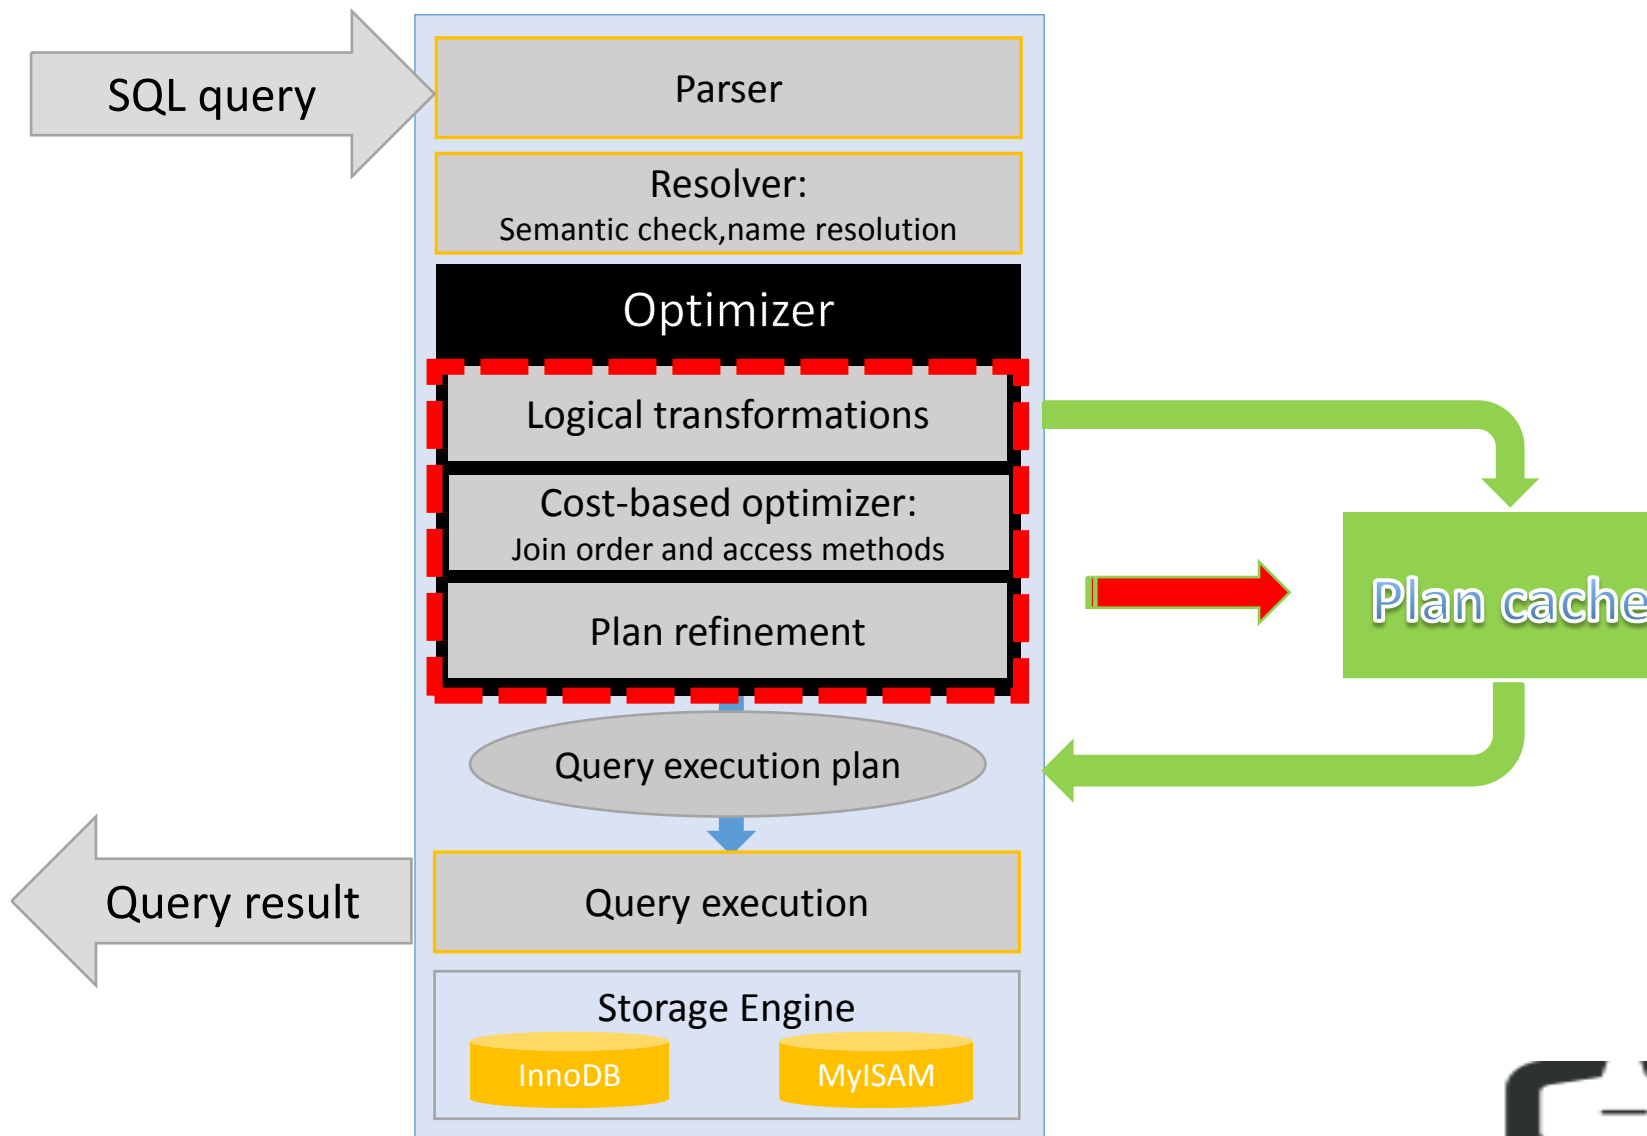 SQL query
Parser
Resolver:
Semantic check,name resolution
Optimizer
Logical transformations
Cost-based optimizer:
Join order and access methods
Plan refinement
Plan cache
Query execution plan
Query result
Query execution
Storage Engine
InnoDB
MyISAM